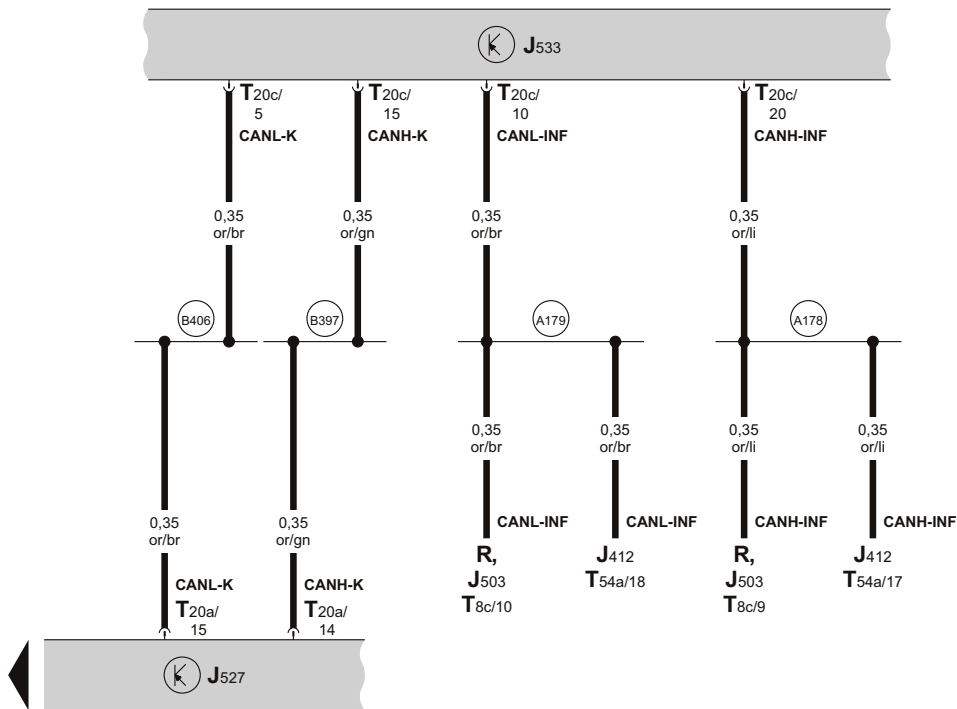 J533
T20c/ T20c/ T20c/ T20c/
5 15 10 20
CANL-K CANH-K CANL-INF CANH-INF
0,35 0,35 0,35 0,35
or/br or/gn or/br or/li
B406 B397 A179 A178
0,35 0,35 0,35 0,35
or/br or/br or/li or/li
0,35 0,35 CANL-INF CANL-INF CANH-INF CANH-INF
or/br or/gn
R, J412 R, J412
J503 T54a/18 J503 T54a/17
CANL-K CANH-K
T8c/10 T8c/9
T20a/ T20a/
15 14
J527